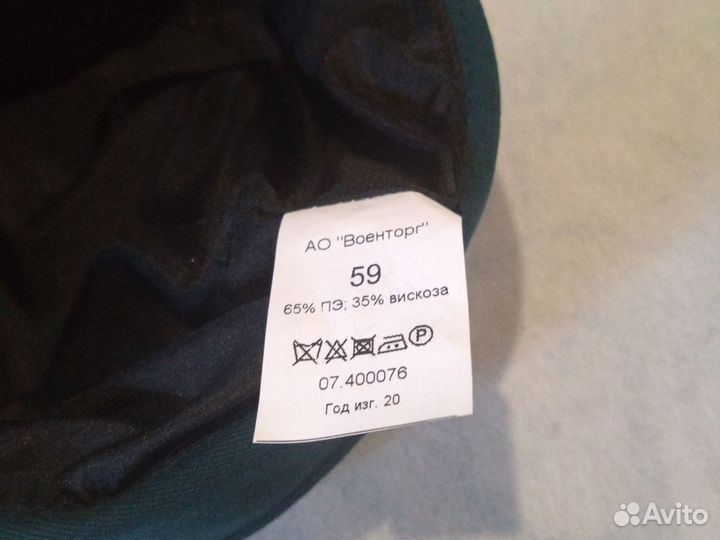 АО "Военторг"
59
65% ПЭ; 35% вискоза
P
07.400076
Год изг. 20
Avito